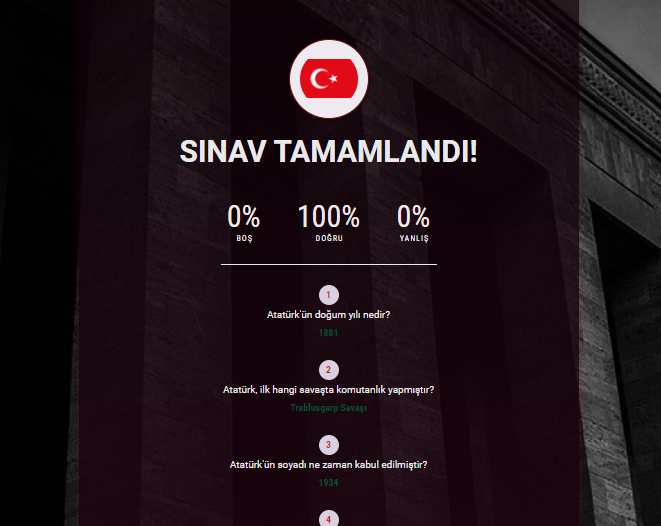 SINAV TAMAMLANDI!
0% 100% 0%
BOŞ DOĞRU YANLIŞ
1
Atatürk'ün doğum yılı nedir?
1881
2
Atatürk, ilk hangi savaşta komutanlık yapmıştır?
Trablusgarp Savaşı
3
Atatürk'ün soyadı ne zaman kabul edilmiştir?
1934
4